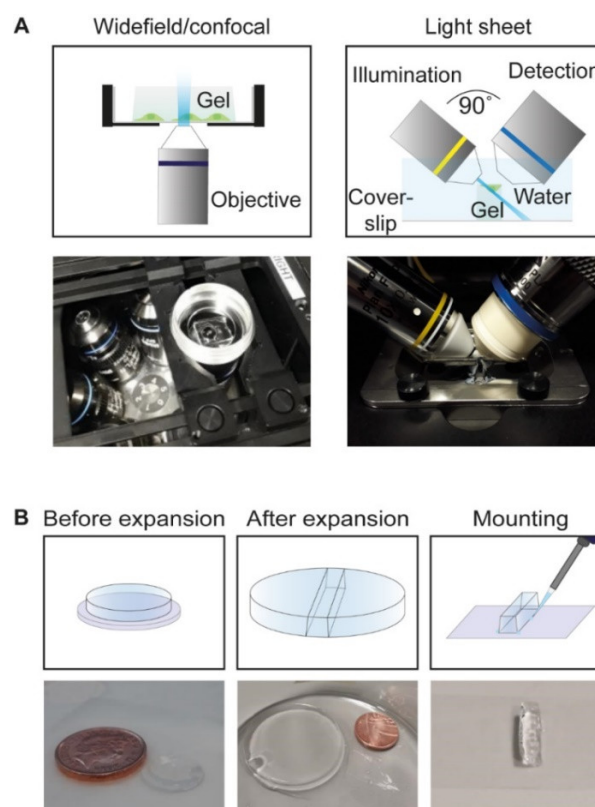 A
Widefield/confocal
Gel
Objective
Light sheet
Illumination
Detection
90°
Cover-
slip
Gel
Water
B
Before expansion
After expansion
Mounting